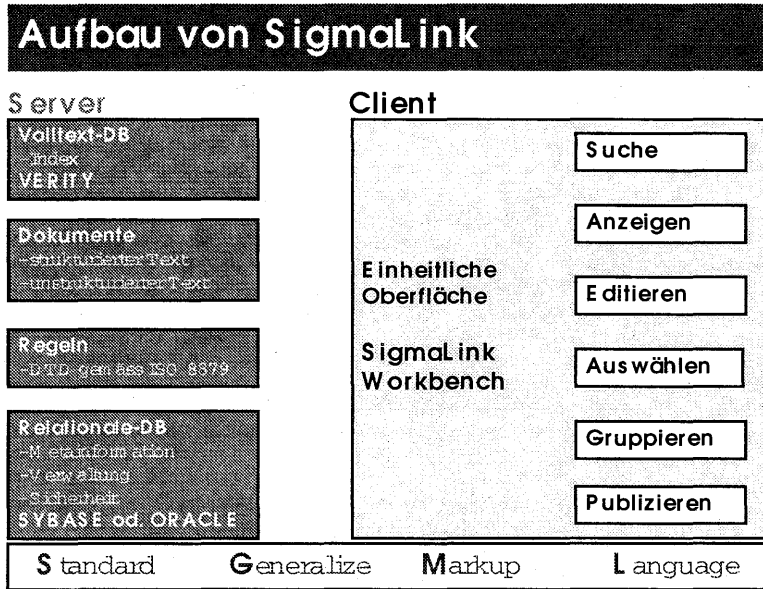 Aufbau von SigmaLink
Server
Volltext-DB
-Index
VERITY
Dokumente
-strukturierter Text
-unstrukturierter Text
Regeln
-DTD gemäss ISO 8879
Relationale-DB
-Metainformation
-Verwaltung
-Sicherheit
SYBASE od. ORACLE
Client
Einheitliche
Oberfläche
SigmaLink
Workbench
Suche
Anzeigen
Editieren
Auswählen
Gruppieren
Publizieren
Standard Generalize Markup Language